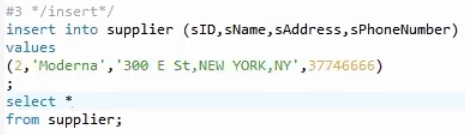 #3 */insert*/
insert into supplier (sID,sName,sAddress,sPhoneNumber)
values
(2,'Moderna','300 E St,NEW YORK,NY',37746666)
;
select *
from supplier;